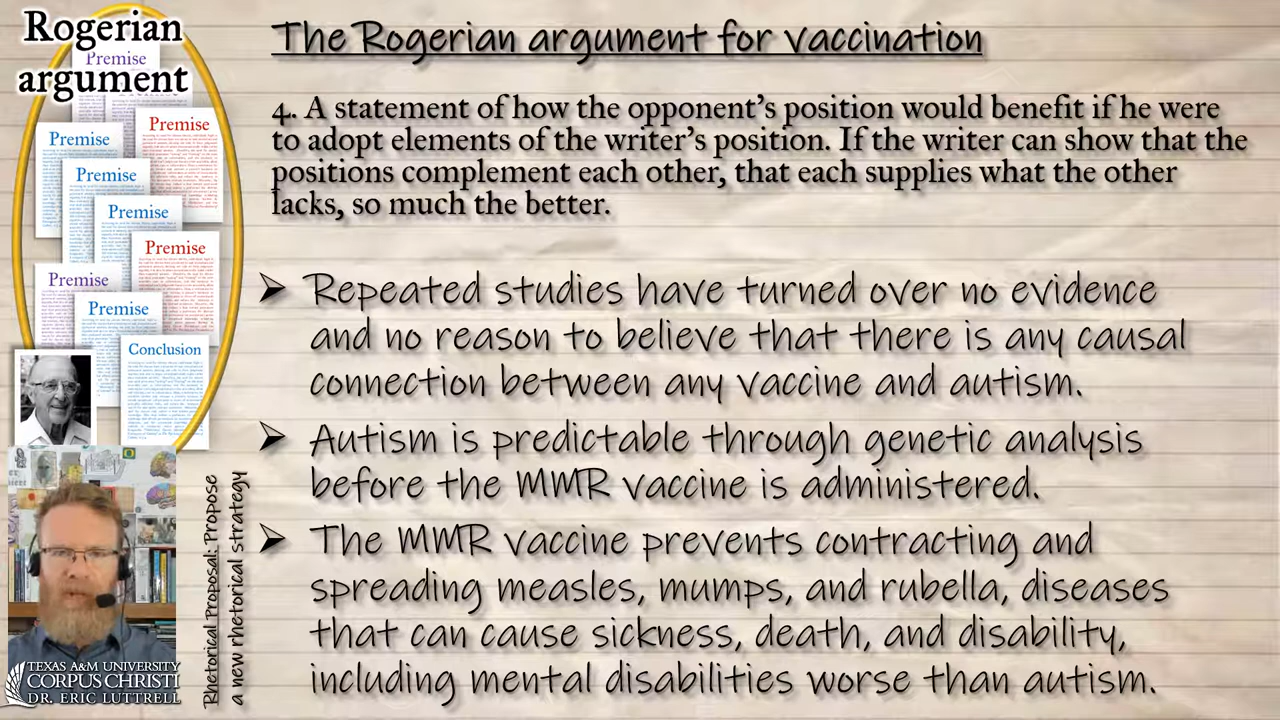 Rogerian
argument
Premise
Premise
Premise
Premise
Premise
Premise
Premise
Premise
Conclusion
Rhetorical Proposal: Propose
a new rhetorical strategy
TEXAS A&M UNIVERSITY
CORPUS CHRISTI
DR. ERIC LUTTRELL
The Rogerian argument for vaccination
4. A statement of how the opponent's position would benefit if he were
to adopt elements of the writer's position. If the writer can show that the
positions complement each other, that each supplies what the other
lacks, so much the better.
➤ Repeated studies have turned over no evidence
and no reason to believe that there is any causal
connection between any vaccine and autism.
➤ Autism is predictable through genetic analysis
before the MMR vaccine is administered.
➤ The MMR vaccine prevents contracting and
spreading measles, mumps, and rubella, diseases
that can cause sickness, death, and disability,
including mental disabilities worse than autism.